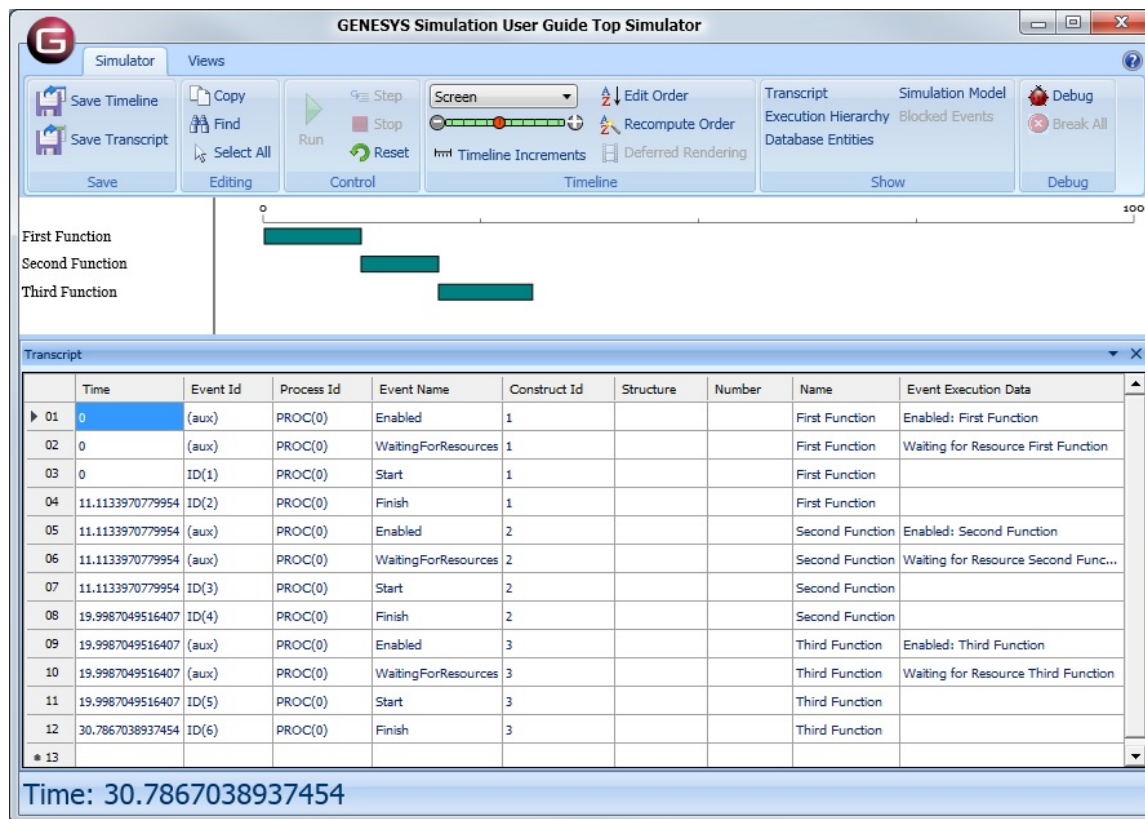 GENESYS Simulation User Guide Top Simulator
G
Simulator Views
Save Timeline
Save Transcript
Save
Copy
Find
Select All
Editing
Run
Step
Stop
Reset
Control
Screen
Timeline Increments
Edit Order
Recompute Order
Deferred Rendering
Timeline
Transcript Simulation Model
Execution Hierarchy Blocked Events
Database Entities
Show
Debug
Break All
Debug
0 100
First Function
Second Function
Third Function
Transcript
Time Event Id Process Id Event Name Construct Id Structure Number Name Event Execution Data
01 0 (aux) PROC(0) Enabled 1 First Function Enabled: First Function
02 0 (aux) PROC(0) WaitingForResources 1 First Function Waiting for Resource First Function
03 0 ID(1) PROC(0) Start 1 First Function
04 11.1133970779954 ID(2) PROC(0) Finish 1 First Function
05 11.1133970779954 (aux) PROC(0) Enabled 2 Second Function Enabled: Second Function
06 11.1133970779954 (aux) PROC(0) WaitingForResources 2 Second Function Waiting for Resource Second Func...
07 11.1133970779954 ID(3) PROC(0) Start 2 Second Function
08 19.9987049516407 ID(4) PROC(0) Finish 2 Second Function
09 19.9987049516407 (aux) PROC(0) Enabled 3 Third Function Enabled: Third Function
10 19.9987049516407 (aux) PROC(0) WaitingForResources 3 Third Function Waiting for Resource Third Function
11 19.9987049516407 ID(5) PROC(0) Start 3 Third Function
12 30.7867038937454 ID(6) PROC(0) Finish 3 Third Function
* 13
Time: 30.7867038937454